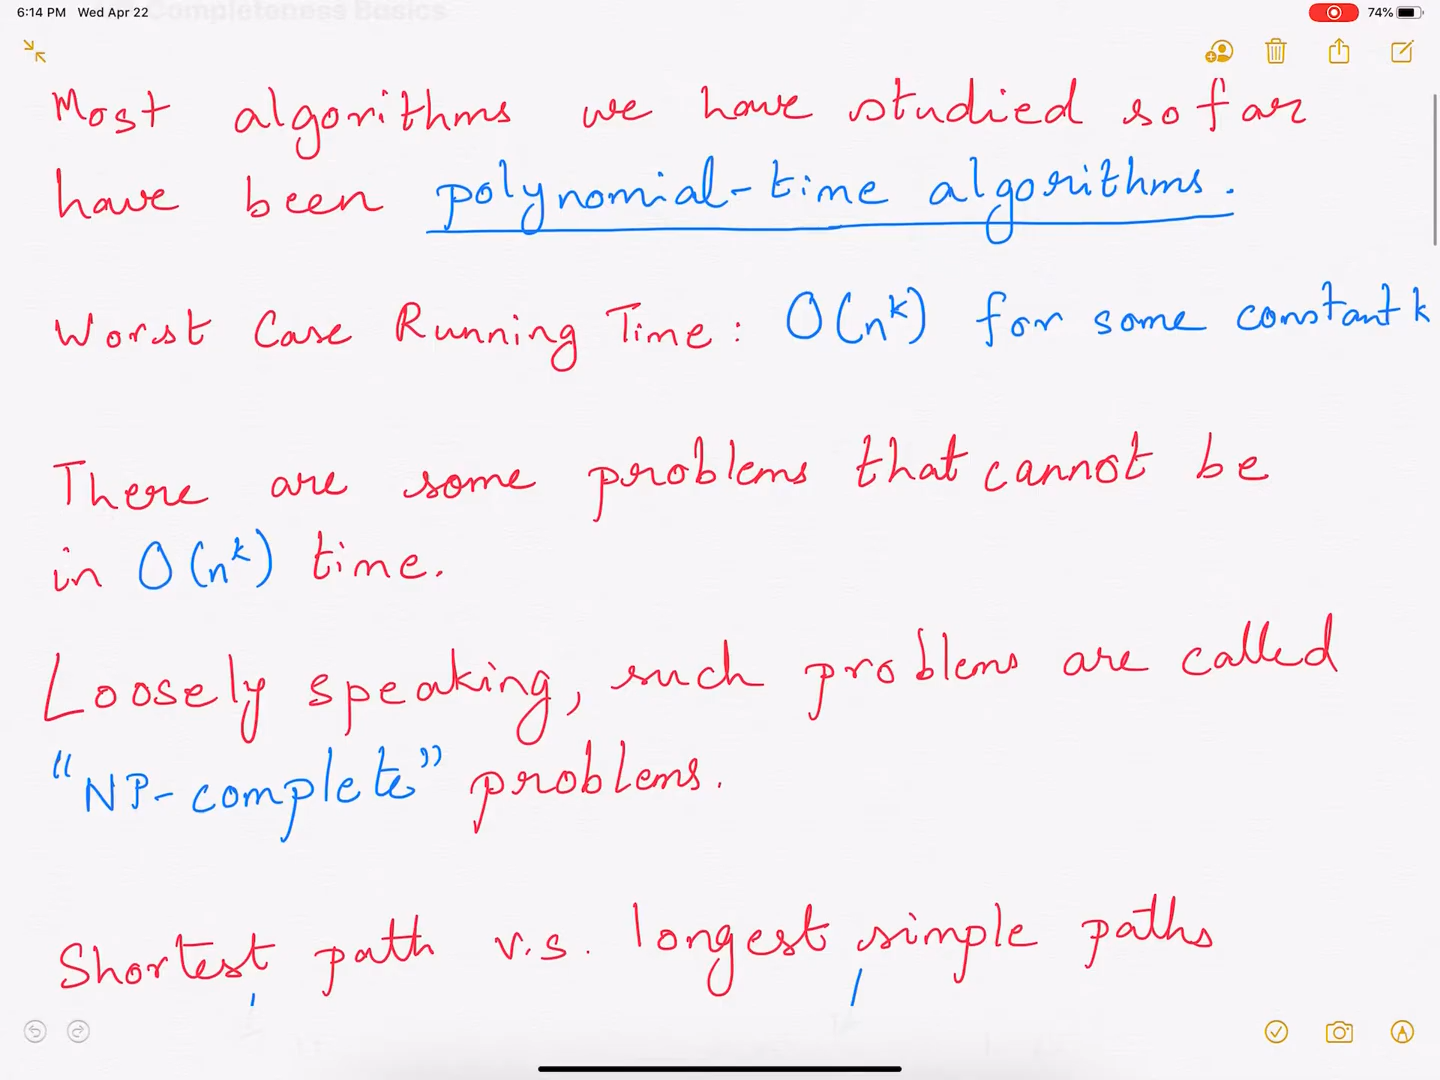 6:14 PM Wed Apr 22
74%
Completeness Basics
Most algorithms we have studied so far
have been polynomial-time algorithms.
Worst Case Running Time: O(n^k) for some constant k
There are some problems that cannot be
in O(n^k) time.
Loosely speaking, such problems are called
"NP-complete" problems.
Shortest path v.s. longest simple paths